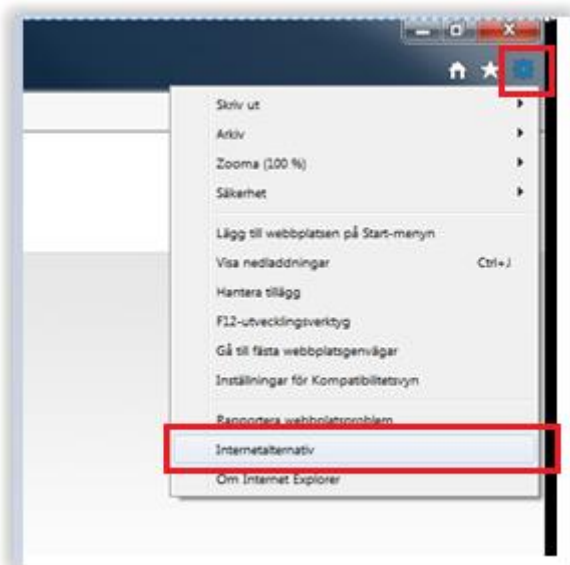 Skriv ut
Arkiv
Zooma (100 %)
Säkerhet
Lägg till webbplatsen på Start-menyn
Visa nedladdningar Ctrl+J
Hantera tillägg
F12-utvecklingsverktyg
Gå till fästa webbplatsgenvägar
Inställningar för Kompatibilitetsvyn
Rapportera webbplatsproblem
Internetalternativ
Om Internet Explorer